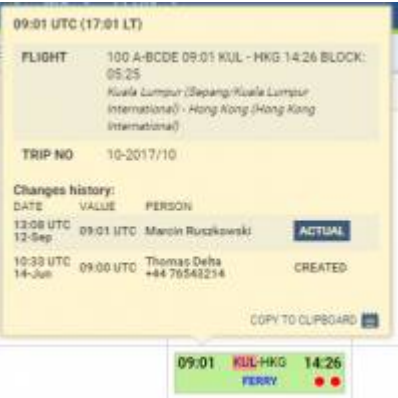 09:01 UTC (17:01 LT)
FLIGHT 100 A-BCDE 09:01 KUL - HKG 14:26 BLOCK:
05:25
Kuala Lumpur (Sepang/Kuala Lumpur
International) - Hong Kong (Hong Kong
International)
TRIP NO 10-2017/10
Changes history:
DATE VALUE PERSON
13:08 UTC
12-Sep 09:01 UTC Marcin Ruszkowski ACTUAL
10:33 UTC
14-Jun 09:00 UTC Thomas Delta
+44 76543214 CREATED
COPY TO CLIPBOARD
09:01 KUL-HKG 14:26
FERRY